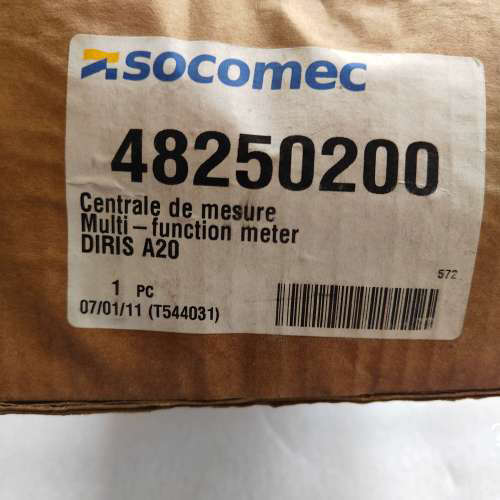 socomec
48250200
Centrale de mesure
Multi-function meter
DIRIS A20
572
1 PC
07/01/11 (T544031)